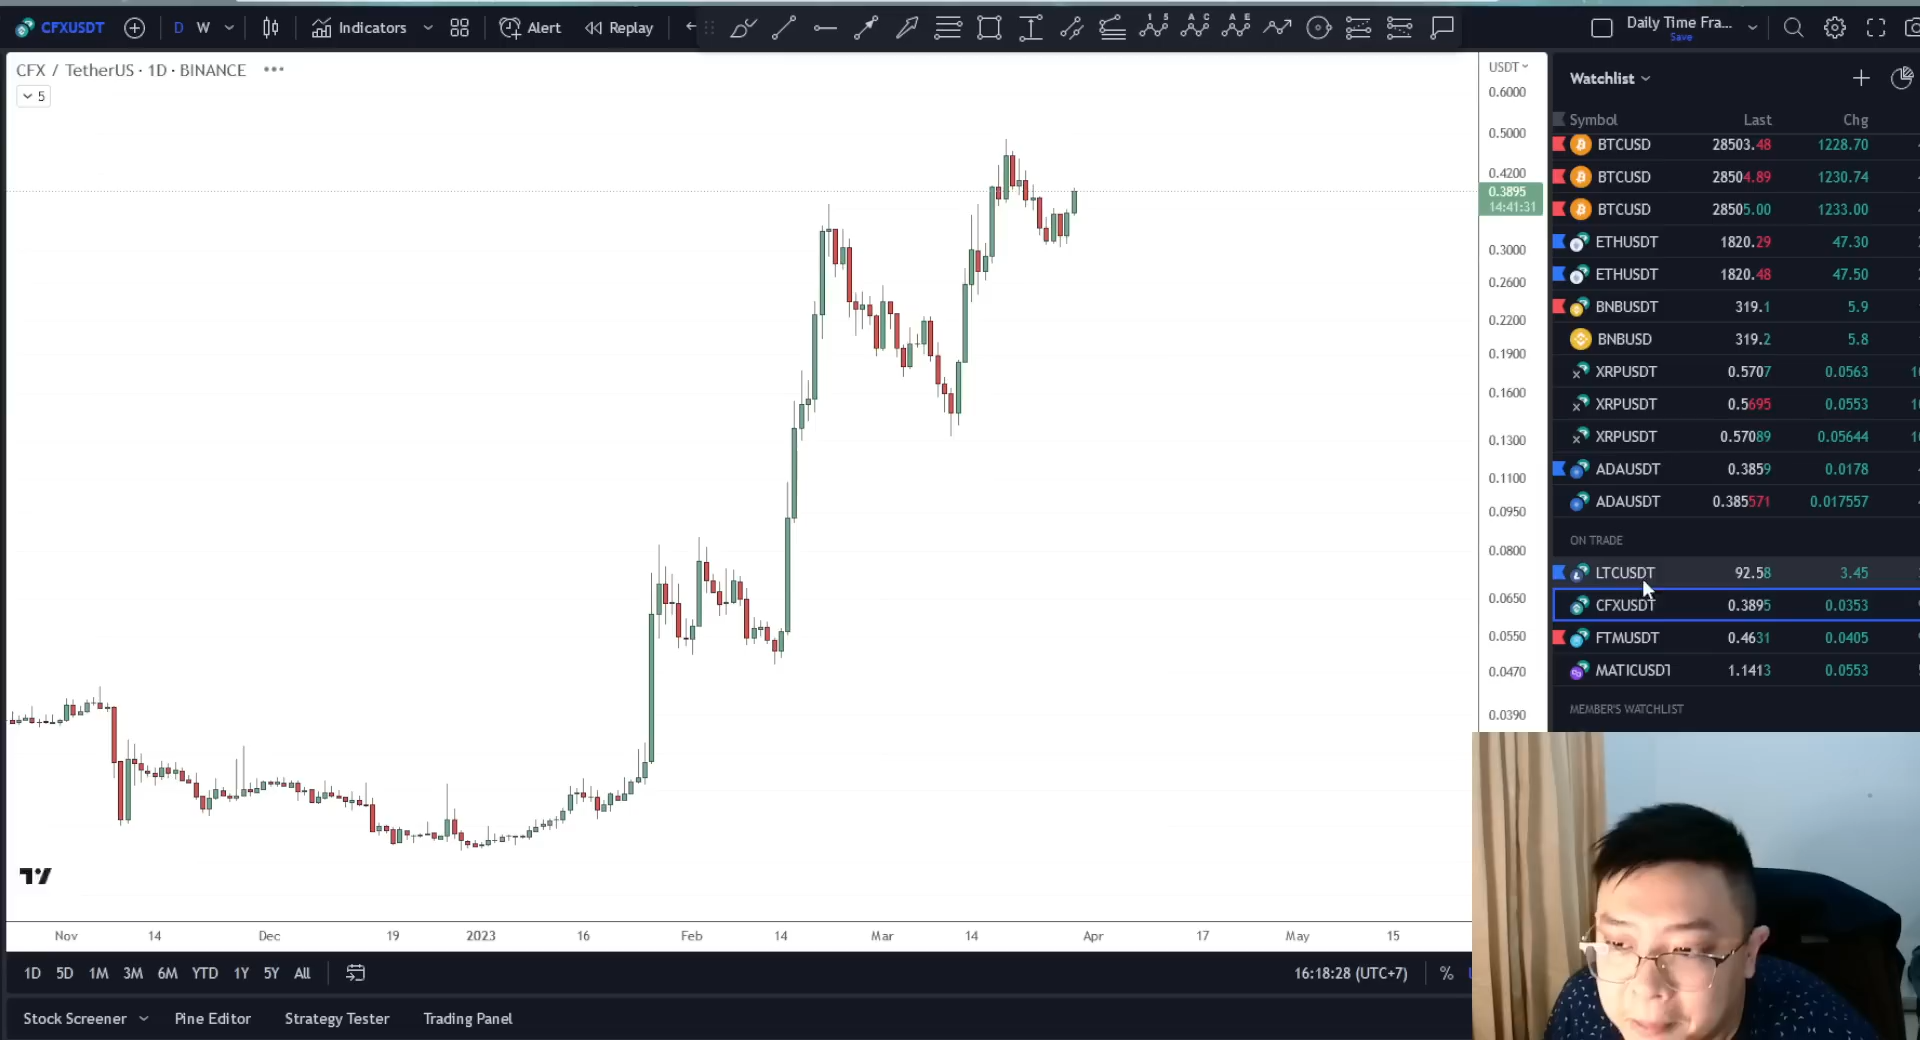 CFXUSDT D W Indicators Alert Replay Daily Time Fra...
Save
CFX / TetherUS · 1D · BINANCE
5
USDT
0.6000
0.5000
0.4200
0.3895
14:41:31
0.3000
0.2600
0.2200
0.1900
0.1600
0.1300
0.1100
0.0950
0.0800
0.0650
0.0550
0.0470
0.0390
Nov 14 Dec 19 2023 16 Feb 14 Mar 14 Apr 17 May 15
1D 5D 1M 3M 6M YTD 1Y 5Y All 16:18:28 (UTC+7) %
Stock Screener Pine Editor Strategy Tester Trading Panel
Watchlist
Symbol Last Chg
BTCUSD 28503.48 1228.70
BTCUSD 28504.89 1230.74
BTCUSD 28505.00 1233.00
ETHUSDT 1820.29 47.30
ETHUSDT 1820.48 47.50
BNBUSDT 319.1 5.9
BNBUSD 319.2 5.8
XRPUSDT 0.5707 0.0563
XRPUSDT 0.5695 0.0553
XRPUSDT 0.57089 0.05644
ADAUSDT 0.3859 0.0178
ADAUSDT 0.385571 0.017557
ON TRADE
LTCUSDT 92.58 3.45
CFXUSDT 0.3895 0.0353
FTMUSDT 0.4631 0.0405
MATICUSDT 1.1413 0.0553
MEMBER'S WATCHLIST